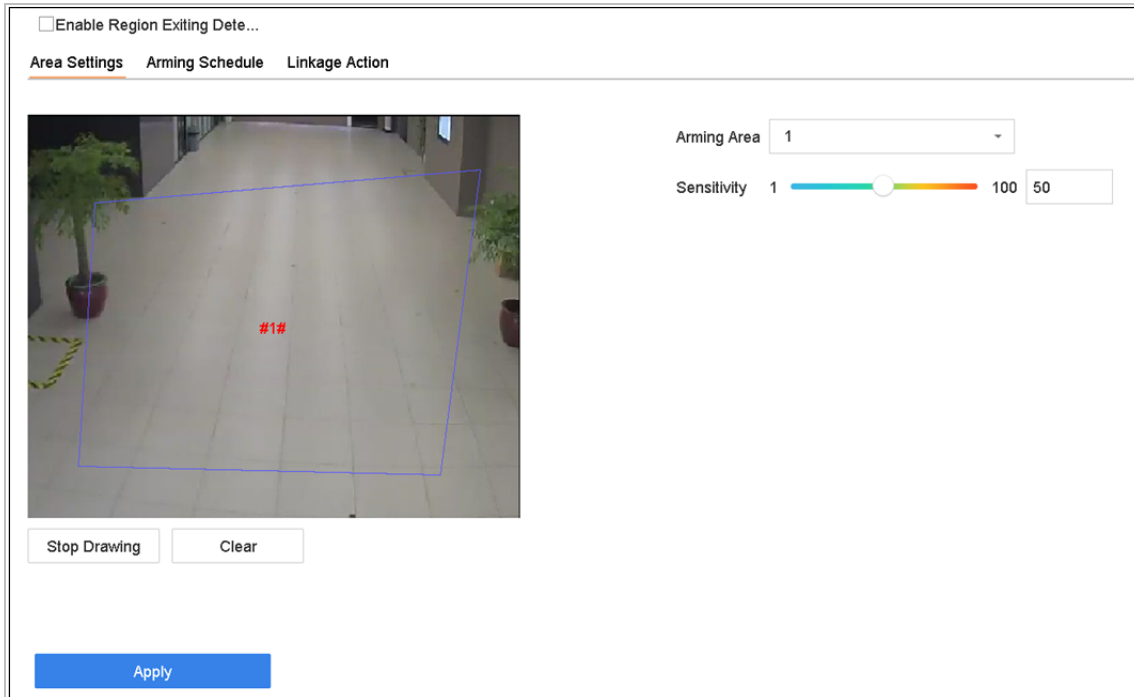 Enable Region Exiting Dete...
Area Settings Arming Schedule Linkage Action
Arming Area 1
Sensitivity 1 100 50
#1#
Stop Drawing Clear
Apply